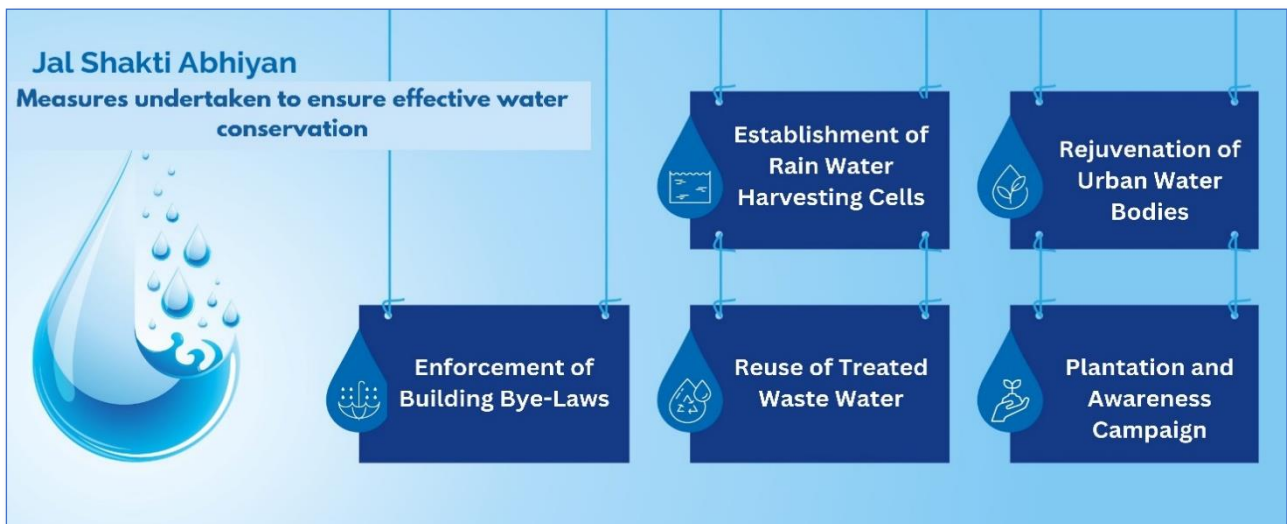 Jal Shakti Abhiyan
Measures undertaken to ensure effective water
conservation
Establishment of
Rain Water
Harvesting Cells
Rejuvenation of
Urban Water
Bodies
Enforcement of
Building Bye-Laws
Reuse of Treated
Waste Water
Plantation and
Awareness
Campaign